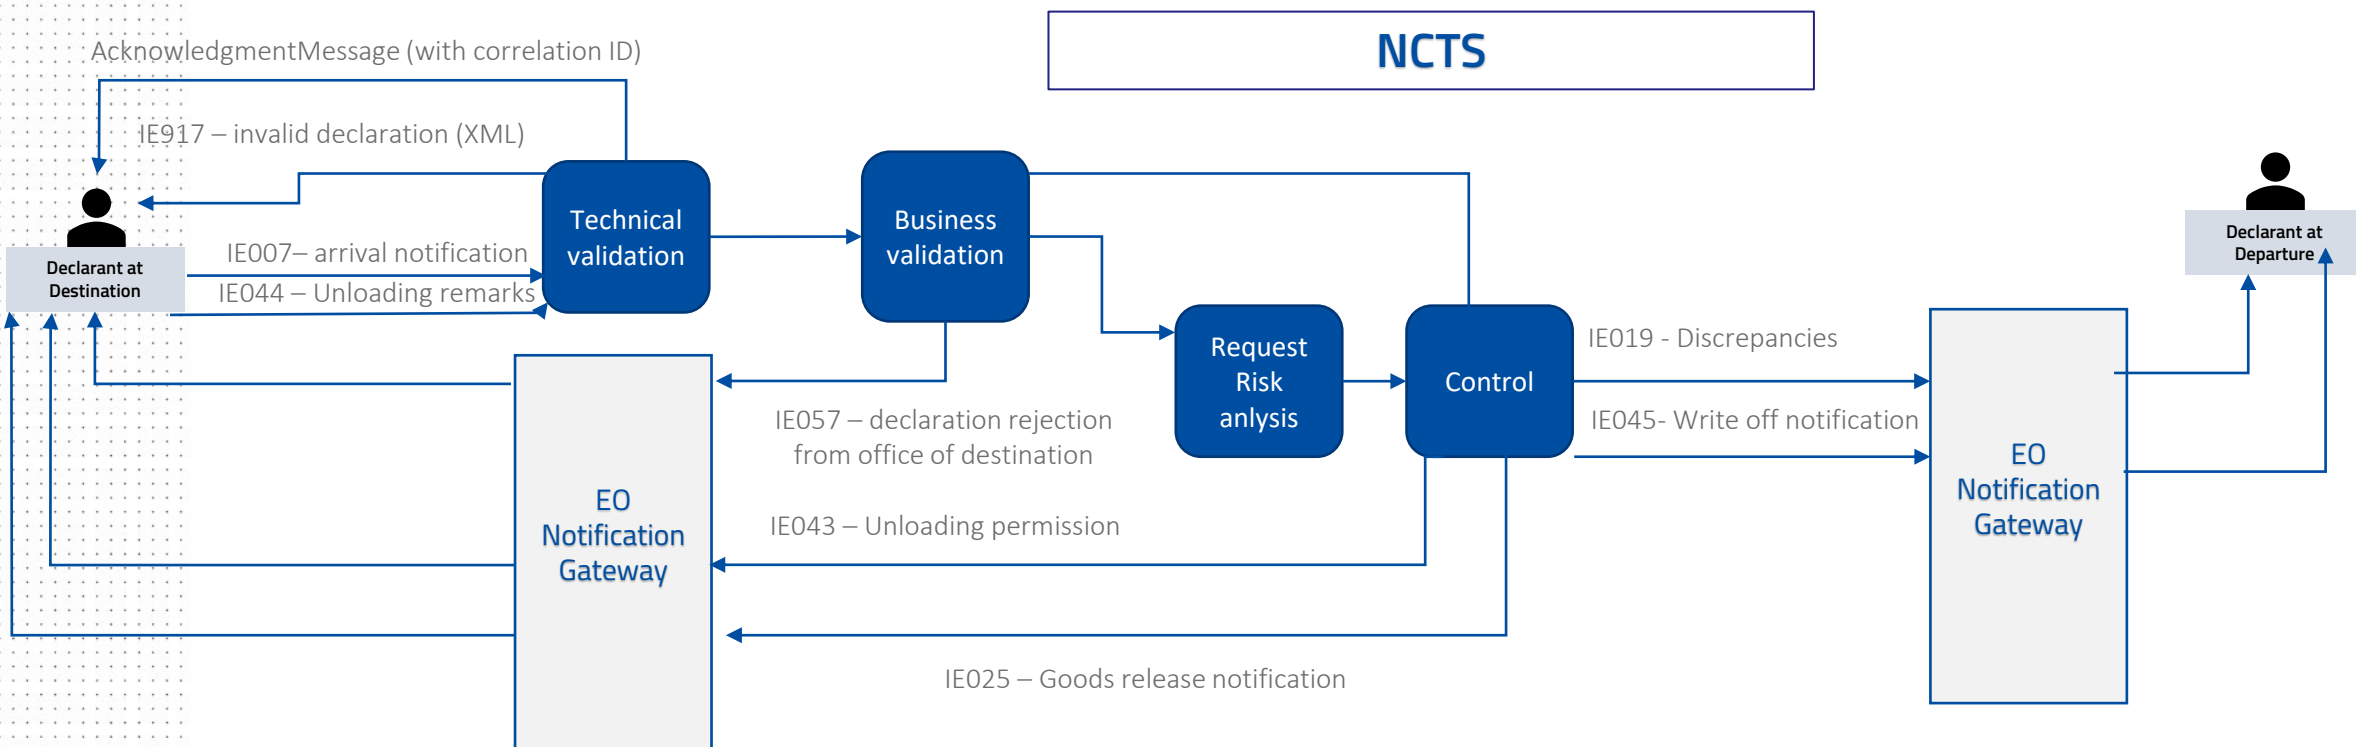 NCTS
AcknowledgmentMessage (with correlation ID)
IE917 – invalid declaration (XML)
Technical
validation
Business
validation
Declarant at
Destination
IE007– arrival notification
IE044 – Unloading remarks
Declarant at
Departure
Request
Risk
anlysis
Control
IE019 - Discrepancies
IE045- Write off notification
IE057 – declaration rejection
from office of destination
EO
Notification
Gateway
IE043 – Unloading permission
EO
Notification
Gateway
IE025 – Goods release notification